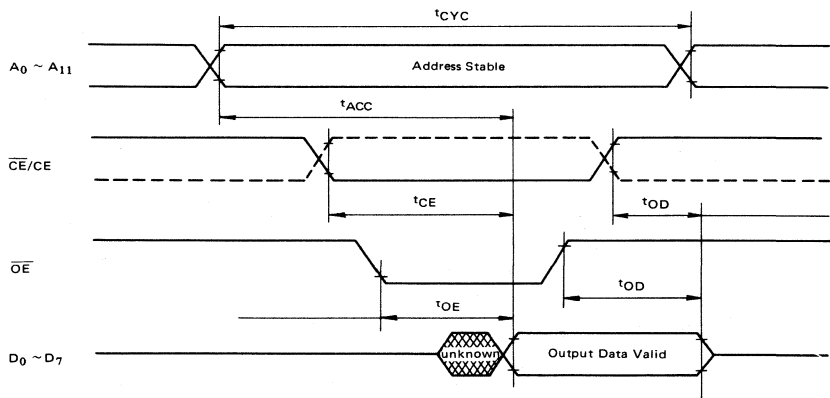 tCYC
A0 ~ A11
Address Stable
tACC
CE/CE
tCE
tOD
OE
tOD
tOE
D0 ~ D7
unknown
Output Data Valid